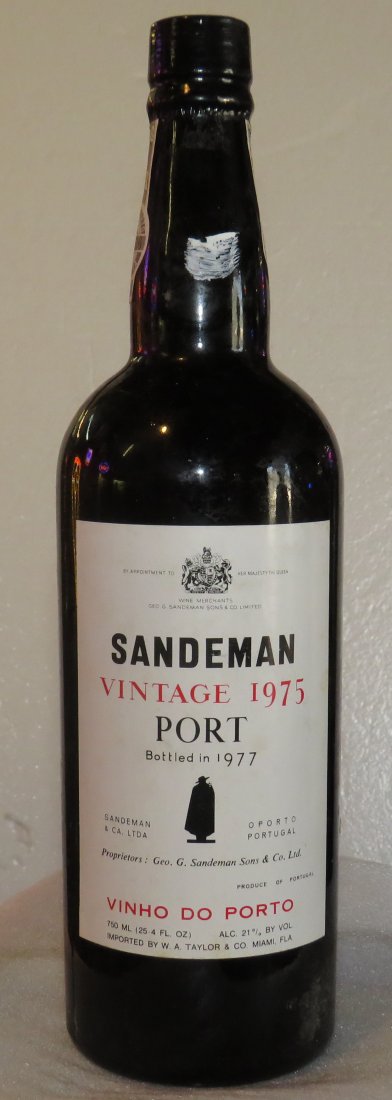 BY APPOINTMENT TO HER MAJESTY THE QUEEN
WINE MERCHANTS
GEO G. SANDEMAN SONS & CO. LIMITED
SANDEMAN
VINTAGE 1975
PORT
Bottled in 1977
SANDEMAN & CA. LTDA
OPORTO PORTUGAL
Proprietors : Geo. G. Sandeman Sons & Co. Ltd.
PRODUCE OF PORTUGAL
VINHO DO PORTO
750 ML (25.4 FL. OZ) ALC. 21% BY VOL
IMPORTED BY W. A. TAYLOR & CO. MIAMI, FLA